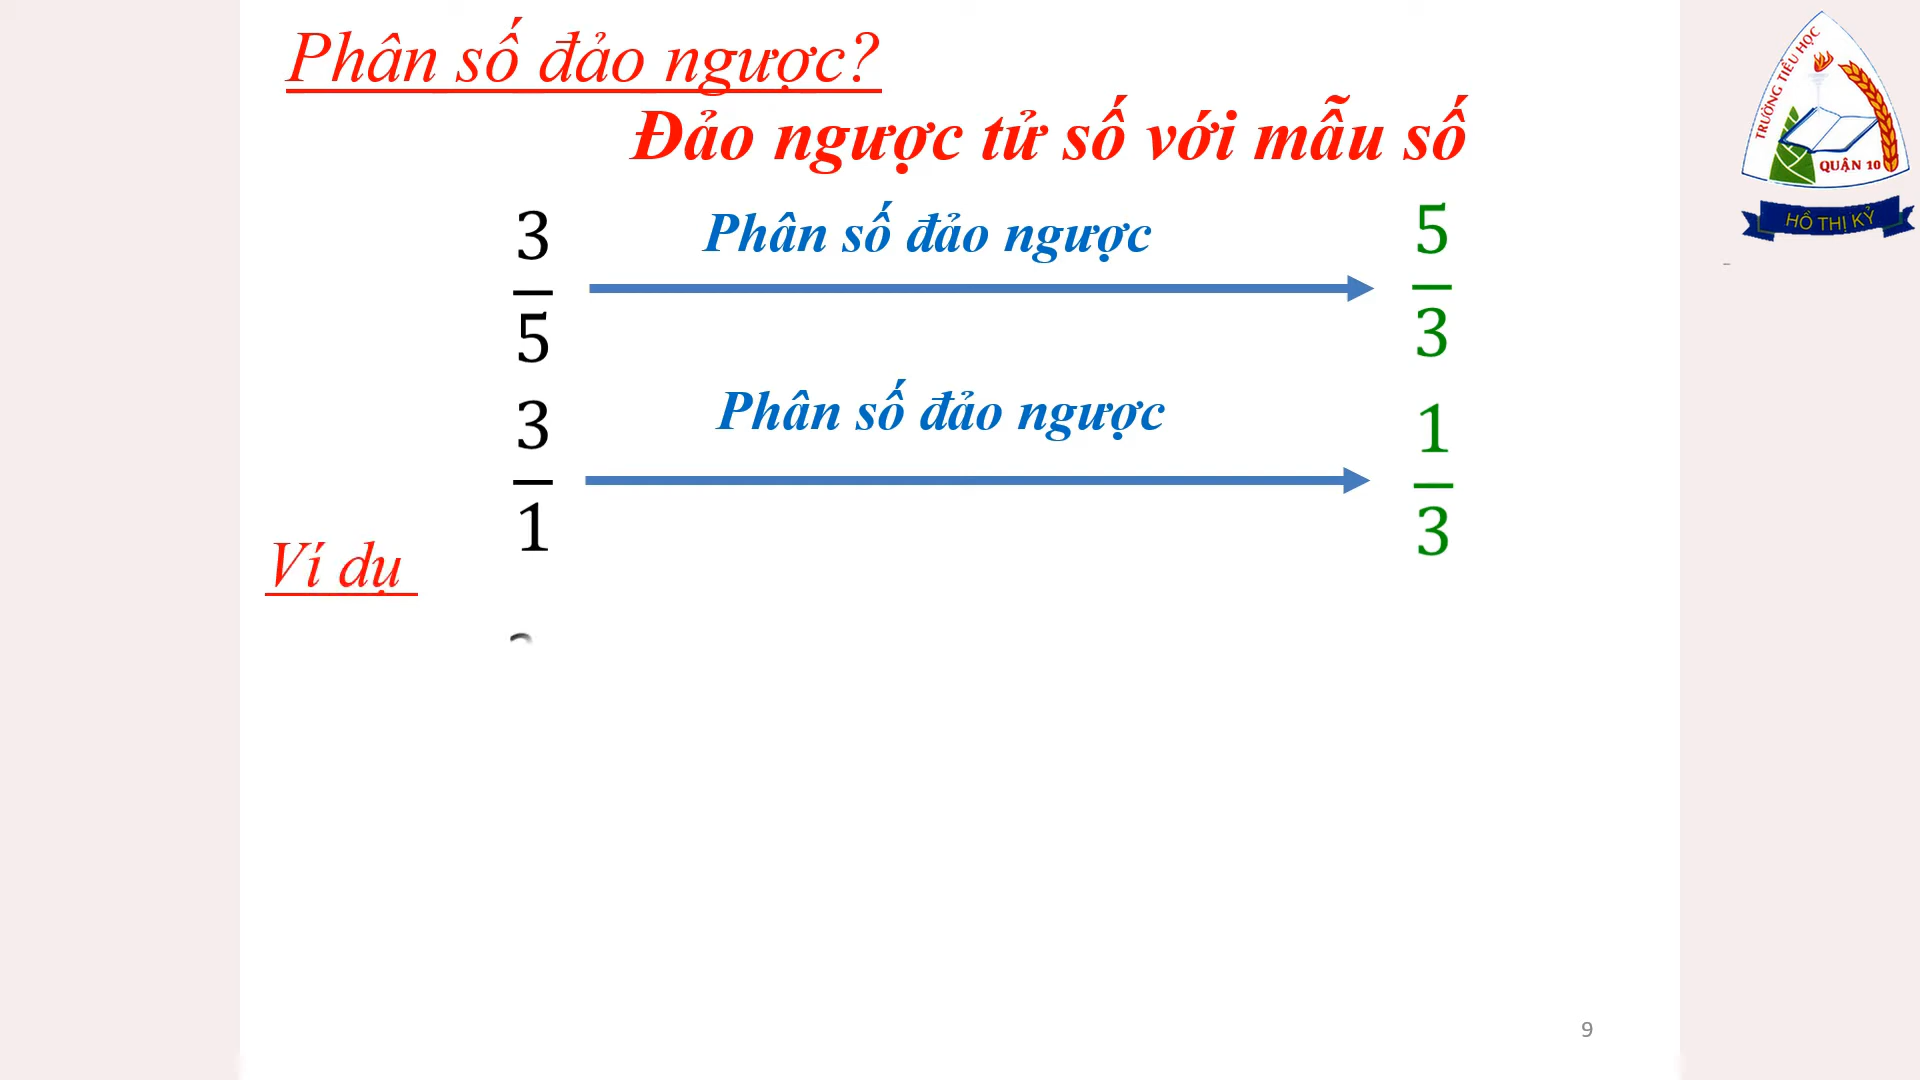 Phân số đảo ngược?
Đảo ngược tử số với mẫu số
3/5 Phân số đảo ngược 5/3
3/1 Phân số đảo ngược 1/3
Ví dụ
9
TRƯỜNG TIỂU HỌC
QUẬN 10
HỒ THỊ KỶ